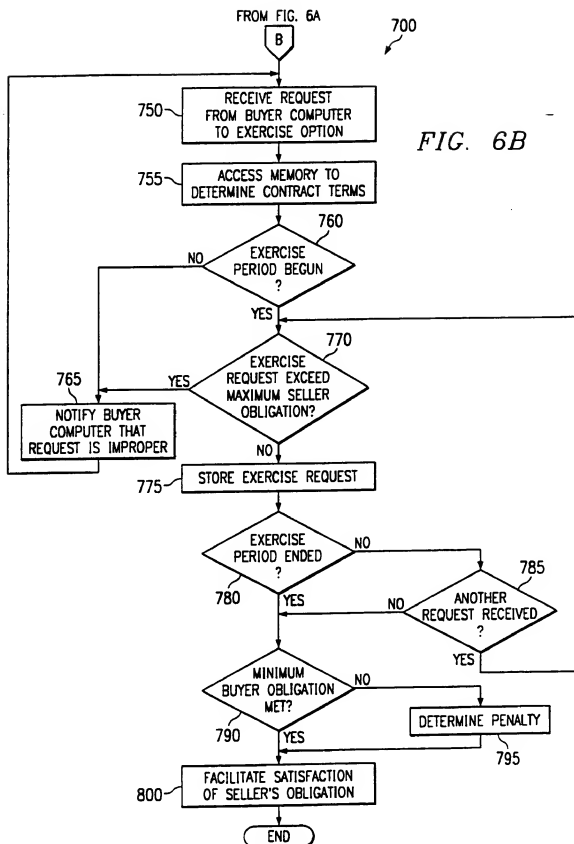 FROM FIG. 6A
B
700
750
RECEIVE REQUEST
FROM BUYER COMPUTER
TO EXERCISE OPTION
FIG. 6B
755
ACCESS MEMORY TO
DETERMINE CONTRACT TERMS
760
NO
EXERCISE
PERIOD BEGUN
?
YES
770
765
YES
EXERCISE
REQUEST EXCEED
MAXIMUM SELLER
OBLIGATION?
NOTIFY BUYER
COMPUTER THAT
REQUEST IS IMPROPER
NO
775
STORE EXERCISE REQUEST
EXERCISE
PERIOD ENDED
?
NO
780
YES
785
NO
ANOTHER
REQUEST RECEIVED
?
YES
MINIMUM
BUYER OBLIGATION
MET?
NO
790
YES
DETERMINE PENALTY
795
800
FACILITATE SATISFACTION
OF SELLER'S OBLIGATION
END